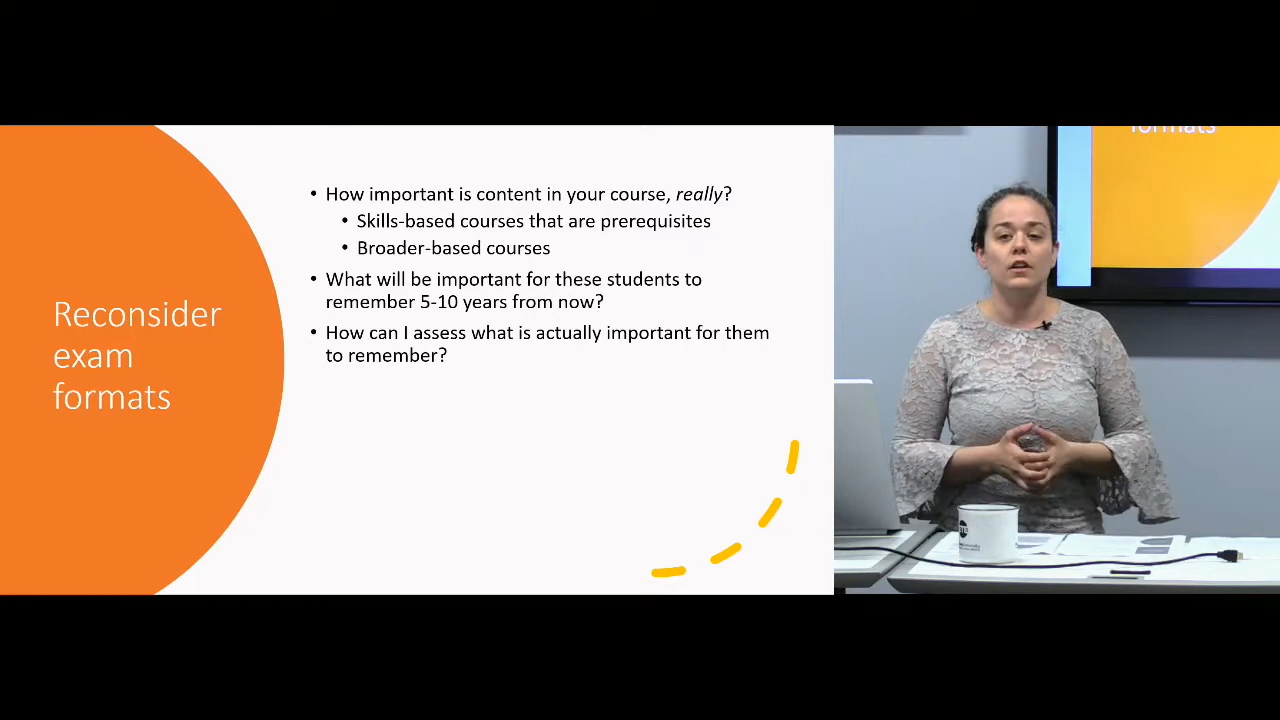 Reconsider
exam
formats
• How important is content in your course, really?
• Skills-based courses that are prerequisites
• Broader-based courses
• What will be important for these students to
remember 5-10 years from now?
• How can I assess what is actually important for them
to remember?
formats